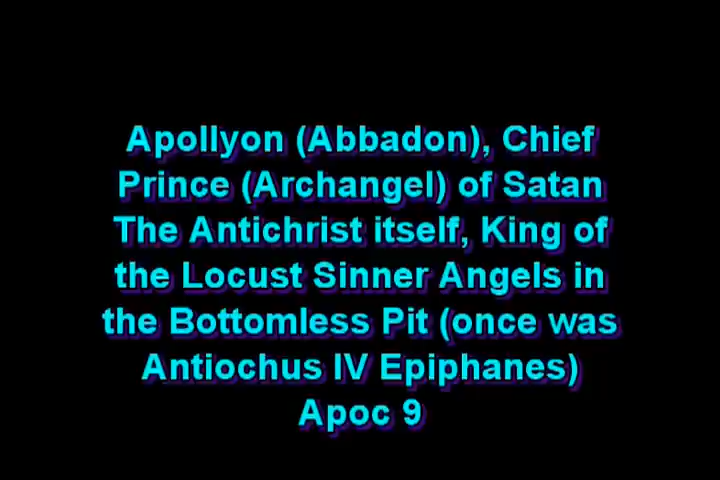 Apollyon (Abbadon), Chief
Prince (Archangel) of Satan
The Antichrist itself, King of
the Locust Sinner Angels in
the Bottomless Pit (once was
Antiochus IV Epiphanes)
Apoc 9